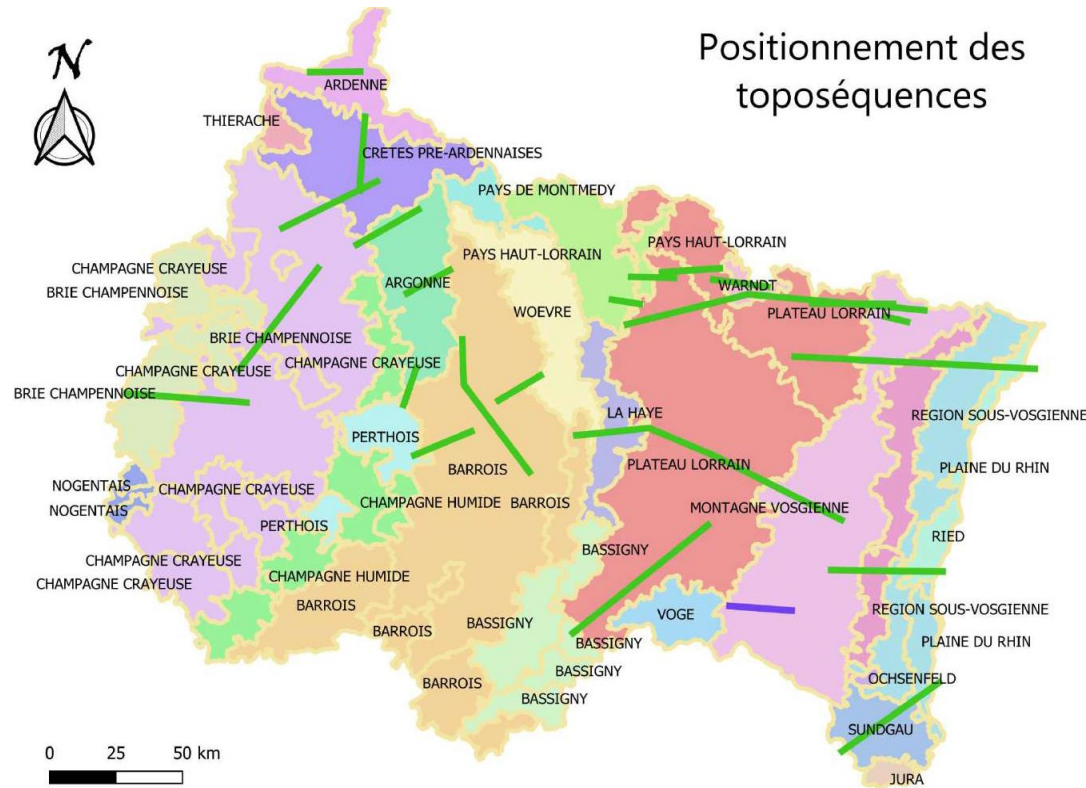 Positionnement des
toposéquences
N
ARDENNE
THIERACHE
CRETES PRE-ARDENNAISES
PAYS DE MONTMEDY
PAYS HAUT-LORRAIN
PAYS HAUT-LORRAIN
CHAMPAGNE CRAYEUSE
ARGONNE
WARNDT
BRIE CHAMPENNOISE
WOEVRE
PLATEAU LORRAIN
BRIE CHAMPENNOISE
CHAMPAGNE CRAYEUSE
CHAMPAGNE CRAYEUSE
BRIE CHAMPENNOISE
LA HAYE
REGION SOUS-VOSGIENNE
PERTHOIS
BARROIS
PLATEAU LORRAIN
PLAINE DU RHIN
NOGENTAIS
CHAMPAGNE CRAYEUSE
CHAMPAGNE HUMIDE
BARROIS
MONTAGNE VOSGIENNE
NOGENTAIS
PERTHOIS
RIED
BASSIGNY
CHAMPAGNE CRAYEUSE
CHAMPAGNE HUMIDE
CHAMPAGNE CRAYEUSE
BARROIS
BASSIGNY
VOGE
REGION SOUS-VOSGIENNE
BARROIS
BASSIGNY
PLAINE DU RHIN
BASSIGNY
OCHSENFELD
BARROIS
BASSIGNY
SUNDGAU
0 25 50 km
JURA